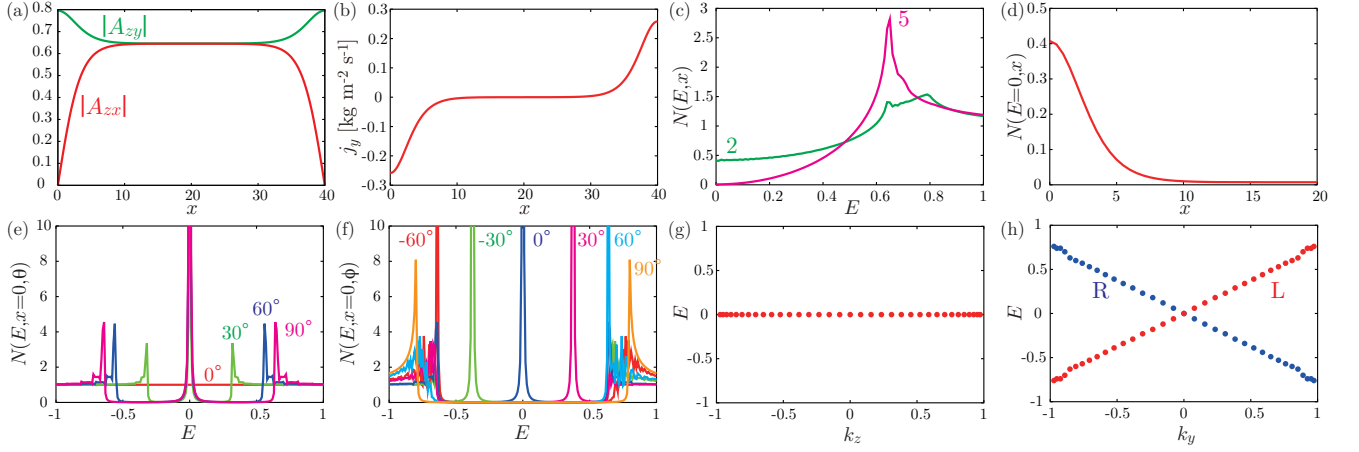 (a)
0.8
0.7
0.6
0.5
0.4
0.3
0.2
0.1
0
|A_zy|
|A_zx|
0 10 20 30 40
x
(b)
j_y [kg m⁻² s⁻¹]
0.3
0.2
0.1
0
-0.1
-0.2
-0.3
0 10 20 30 40
x
(c)
N(E,x)
3
2.5
2
1.5
1
0.5
0
5
2
0 0.2 0.4 0.6 0.8 1
E
(d)
N(E=0,x)
0.5
0.4
0.3
0.2
0.1
0
0 5 10 15 20
x
(e)
N(E,x=0,θ)
10
8
6
4
2
0
60°
30°
90°
0°
-1 -0.5 0 0.5 1
E
(f)
N(E,x=0,ϕ)
10
8
6
4
2
0
-60° -30° 0° 30° 60°
90°
-1 -0.5 0 0.5 1
E
(g)
E
1
0.5
0
-0.5
-1
-1 -0.5 0 0.5 1
k_z
(h)
E
1
0.5
0
-0.5
-1
R L
-1 -0.5 0 0.5 1
k_y